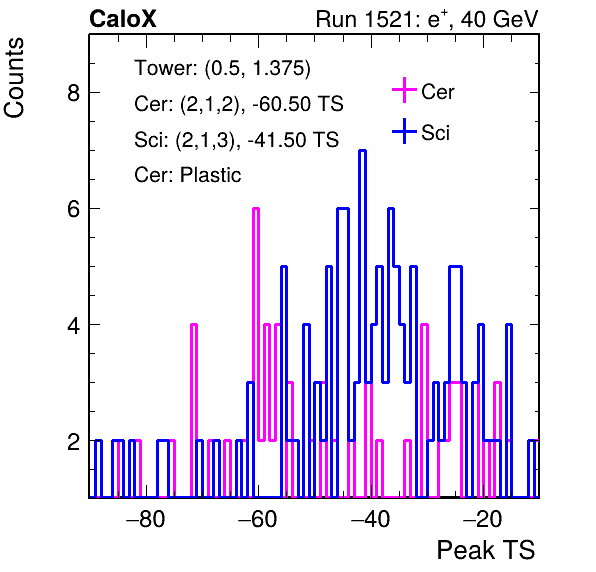 CaloX Run 1521: e⁺, 40 GeV
Counts
Tower: (0.5, 1.375)
Cer: (2,1,2), -60.50 TS
Sci: (2,1,3), -41.50 TS
Cer: Plastic
Cer
Sci
8
6
4
2
−80 −60 −40 −20
Peak TS